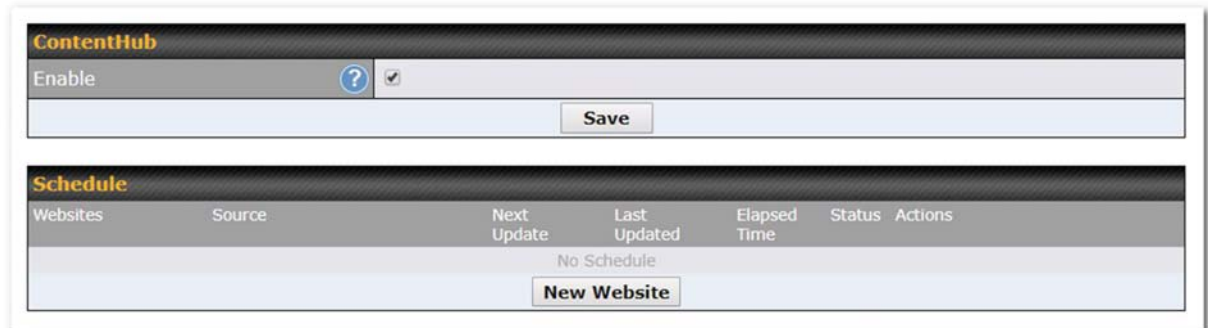 ContentHub
Enable ?
Save
Schedule
Websites Source Next Update Last Updated Elapsed Time Status Actions
No Schedule
New Website